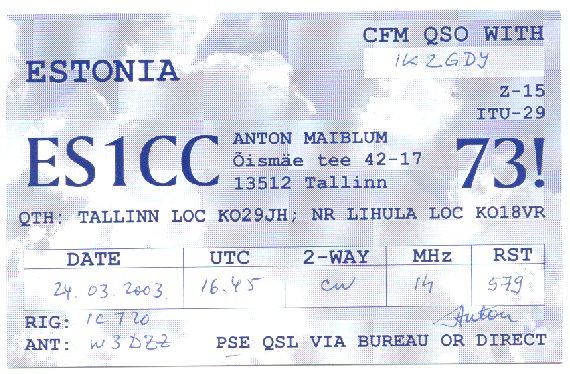 CFM QSO WITH
IK2GDY
ESTONIA
Z-15
ITU-29
ES1CC
ANTON MAIBLUM
Õismäe tee 42-17
13512 Tallinn
73!
QTH: TALLINN LOC KO29JH; NR LIHULA LOC KO18VR
DATE UTC 2-WAY MHz RST
24.03.2003. 16.45 cw 14 579
RIG: IC 720
Anton
ANT: W3DZZ PSE QSL VIA BUREAU OR DIRECT